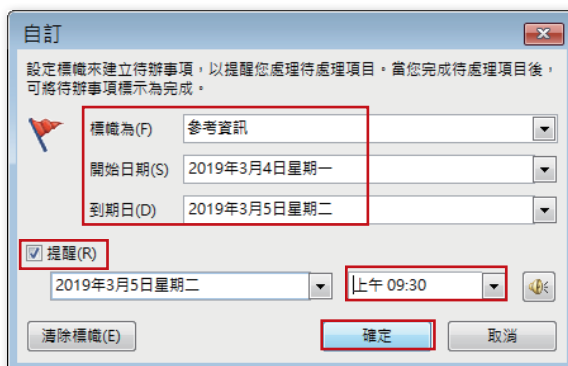 自訂
設定標幟來建立待辦事項，以提醒您處理待處理項目。當您完成待處理項目後，
可將待辦事項標示為完成。
標幟為(F) 參考資訊
開始日期(S) 2019年3月4日星期一
到期日(D) 2019年3月5日星期二
提醒(R)
2019年3月5日星期二 上午 09:30
清除標幟(E) 確定 取消